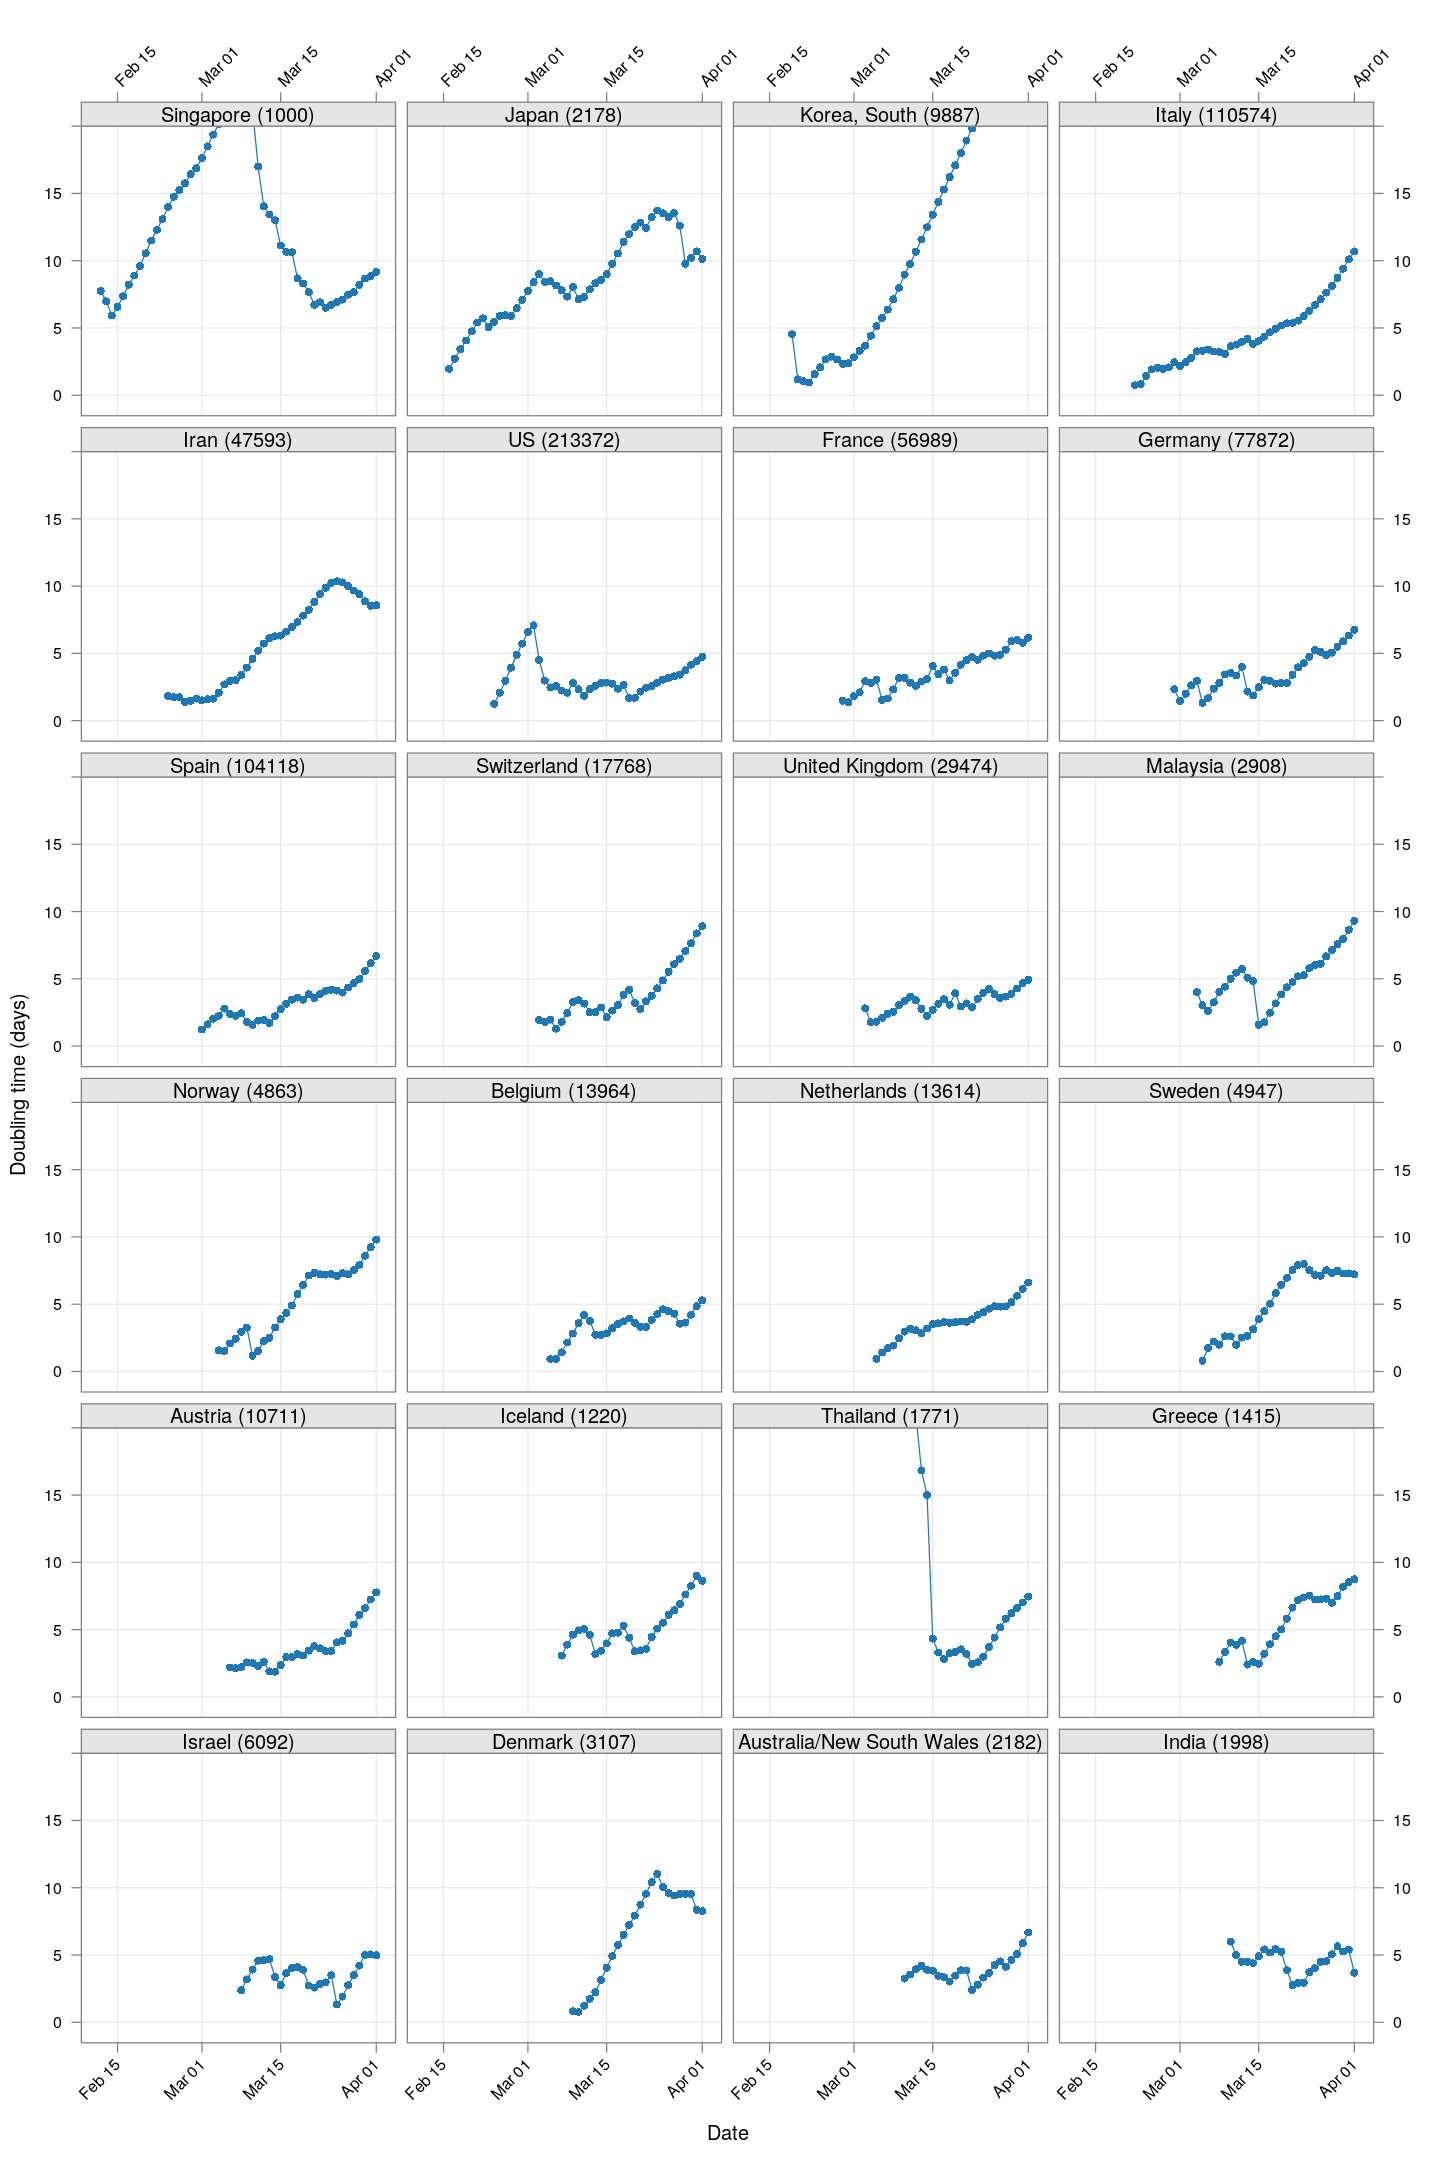 Feb 15 Mar 01 Mar 15 Apr 01 Feb 15 Mar 01 Mar 15 Apr 01 Feb 15 Mar 01 Mar 15 Apr 01 Feb 15 Mar 01 Mar 15 Apr 01
Singapore (1000) Japan (2178) Korea, South (9887) Italy (110574)
15 15
10 10
5 5
0 0
Iran (47593) US (213372) France (56989) Germany (77872)
15 15
10 10
5 5
0 0
Spain (104118) Switzerland (17768) United Kingdom (29474) Malaysia (2908)
15 15
10 10
5 5
0 0
Doubling time (days)
Norway (4863) Belgium (13964) Netherlands (13614) Sweden (4947)
15 15
10 10
5 5
0 0
Austria (10711) Iceland (1220) Thailand (1771) Greece (1415)
15 15
10 10
5 5
0 0
Israel (6092) Denmark (3107) Australia/New South Wales (2182) India (1998)
15 15
10 10
5 5
0 0
Feb 15 Mar 01 Mar 15 Apr 01 Feb 15 Mar 01 Mar 15 Apr 01 Feb 15 Mar 01 Mar 15 Apr 01 Feb 15 Mar 01 Mar 15 Apr 01
Date